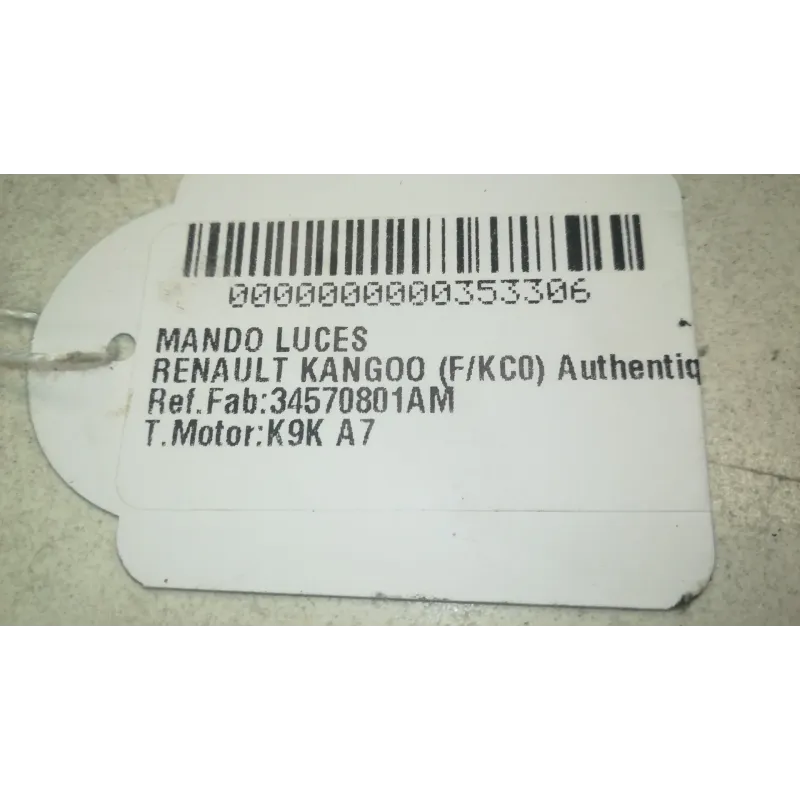 0000000000353306
MANDO LUCES
RENAULT KANGOO (F/KC0) Authentiq
Ref.Fab:34570801AM
T.Motor:K9K A7